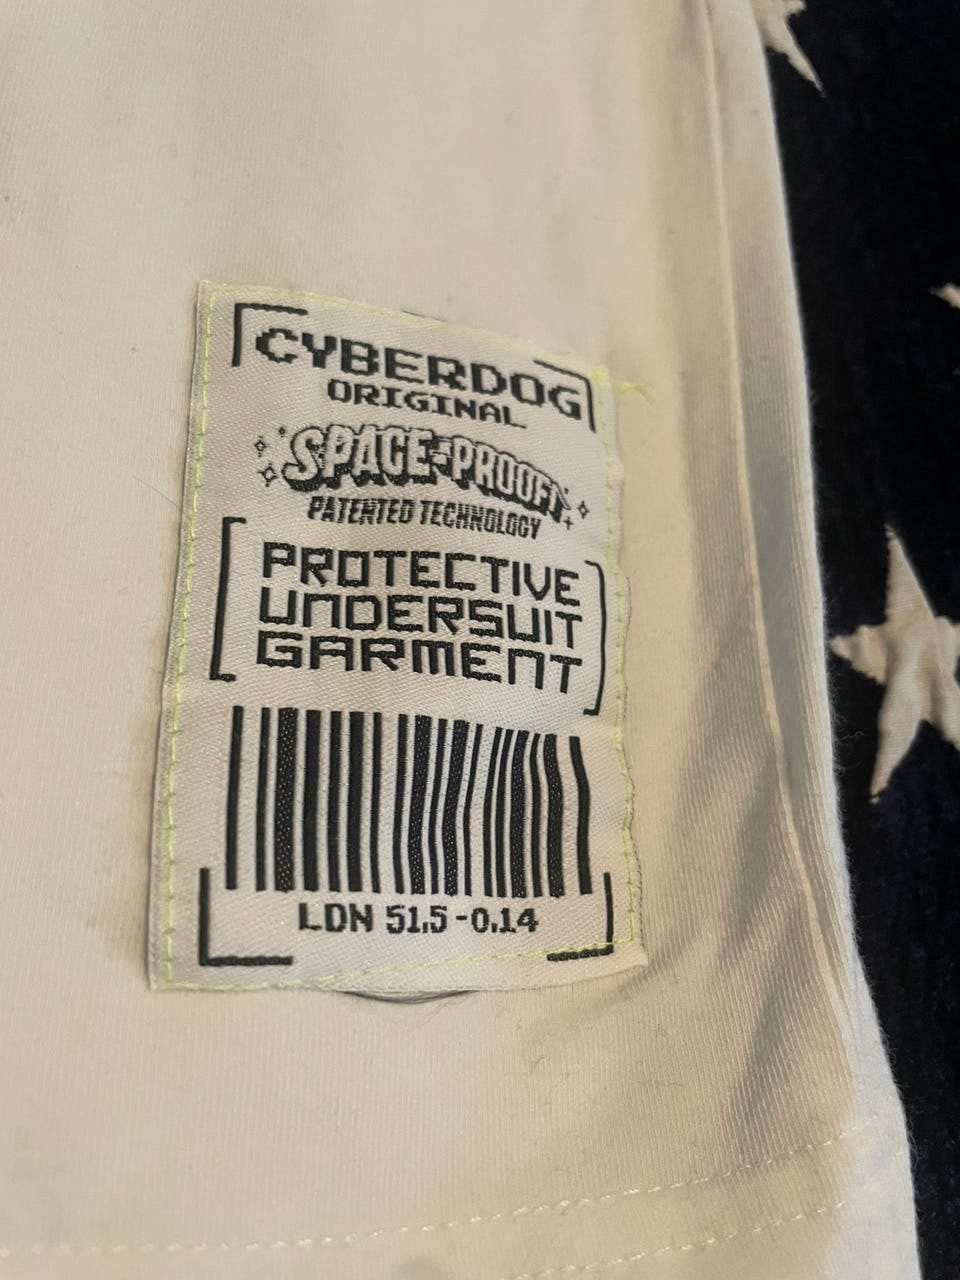 CYBERDOG
ORIGINAL
SPACE-PROOF!
PATENTED TECHNOLOGY
PROTECTIVE
UNDERSUIT
GARMENT
LDN 51.5 -0.14